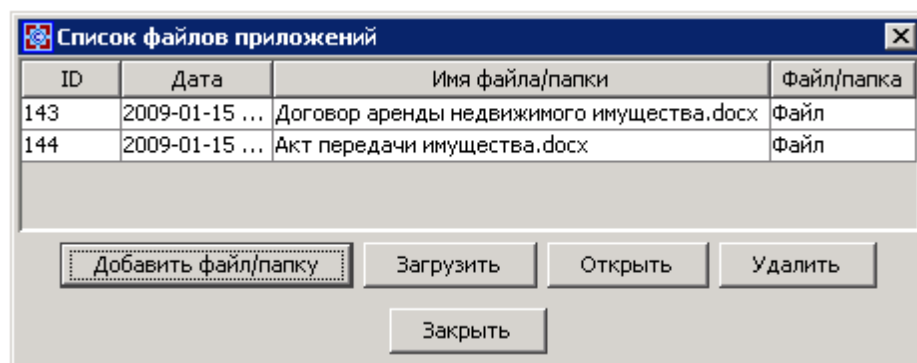 Список файлов приложений
ID Дата Имя файла/папки Файл/папка
143 2009-01-15 ... Договор аренды недвижимого имущества.docx Файл
144 2009-01-15 ... Акт передачи имущества.docx Файл
Добавить файл/папку Загрузить Открыть Удалить
Закрыть